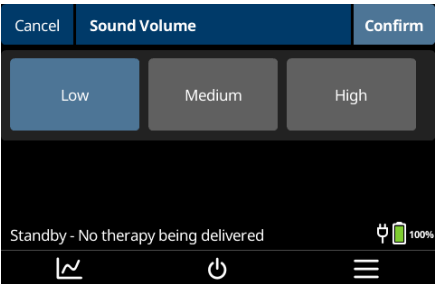 Cancel Sound Volume Confirm
Low Medium High
Standby - No therapy being delivered 100%